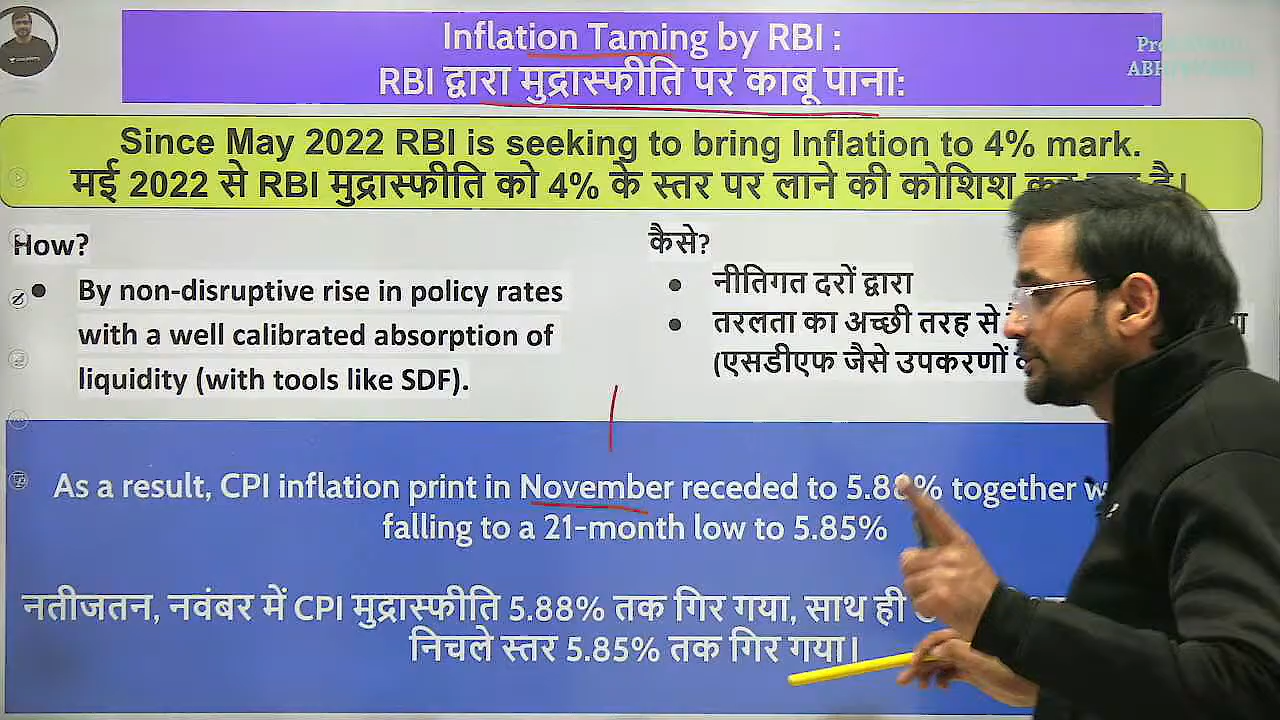 Inflation Taming by RBI :
RBI द्वारा मुद्रास्फीति पर काबू पाना:
Since May 2022 RBI is seeking to bring Inflation to 4% mark.
मई 2022 से RBI मुद्रास्फीति को 4% के स्तर पर लाने की कोशिश है।
How?
By non-disruptive rise in policy rates
with a well calibrated absorption of
liquidity (with tools like SDF).
कैसे?
नीतिगत दरों द्वारा
तरलता का अच्छी तरह से
(एसडीएफ जैसे उपकरणों
As a result, CPI inflation print in November receded to 5.88% together
falling to a 21-month low to 5.85%
नतीजतन, नवंबर में CPI मुद्रास्फीति 5.88% तक गिर गया, साथ ही
निचले स्तर 5.85% तक गिर गया।